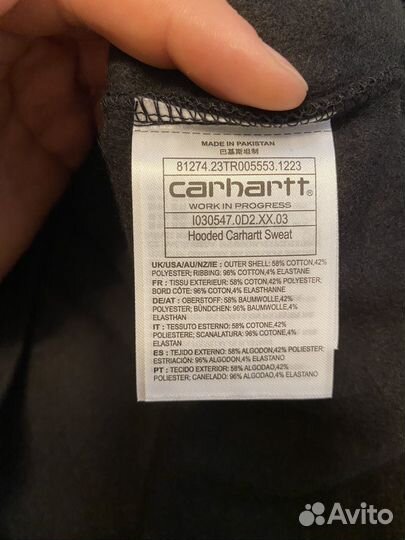 MADE IN PAKISTAN
巴基斯坦制
81274.23TR005553.1223
carhartt®
WORK IN PROGRESS
I030547.0D2.XX.03
Hooded Carhartt Sweat
UK/USA/AU/NZ/IE : OUTER SHELL: 58% COTTON,42%
POLYESTER; RIBBING: 96% COTTON,4% ELASTANE
FR : TISSU EXTERIEUR: 58% COTON,42% POLYESTER;
BORD CÔTE: 96% COTON,4% ELASTHANNE
DE/AT : OBERSTOFF: 58% BAUMWOLLE,42%
POLYESTER; BÜNDCHEN: 96% BAUMWOLLE,4%
ELASTHAN
IT : TESSUTO ESTERNO: 58% COTONE,42%
POLIESTERE; SCANALATURA: 96% COTONE,4%
ELASTAN
ES : TEJIDO EXTERNO: 58% ALGODON,42% POLIESTER;
ESTRIACIÓN: 96% ALGODON,4% ELASTANO
PT : TECIDO EXTERIOR: 58% ALGODAO,42%
POLIESTER; CANELADO: 96% ALGODAO,4% ELASTANO
Avito